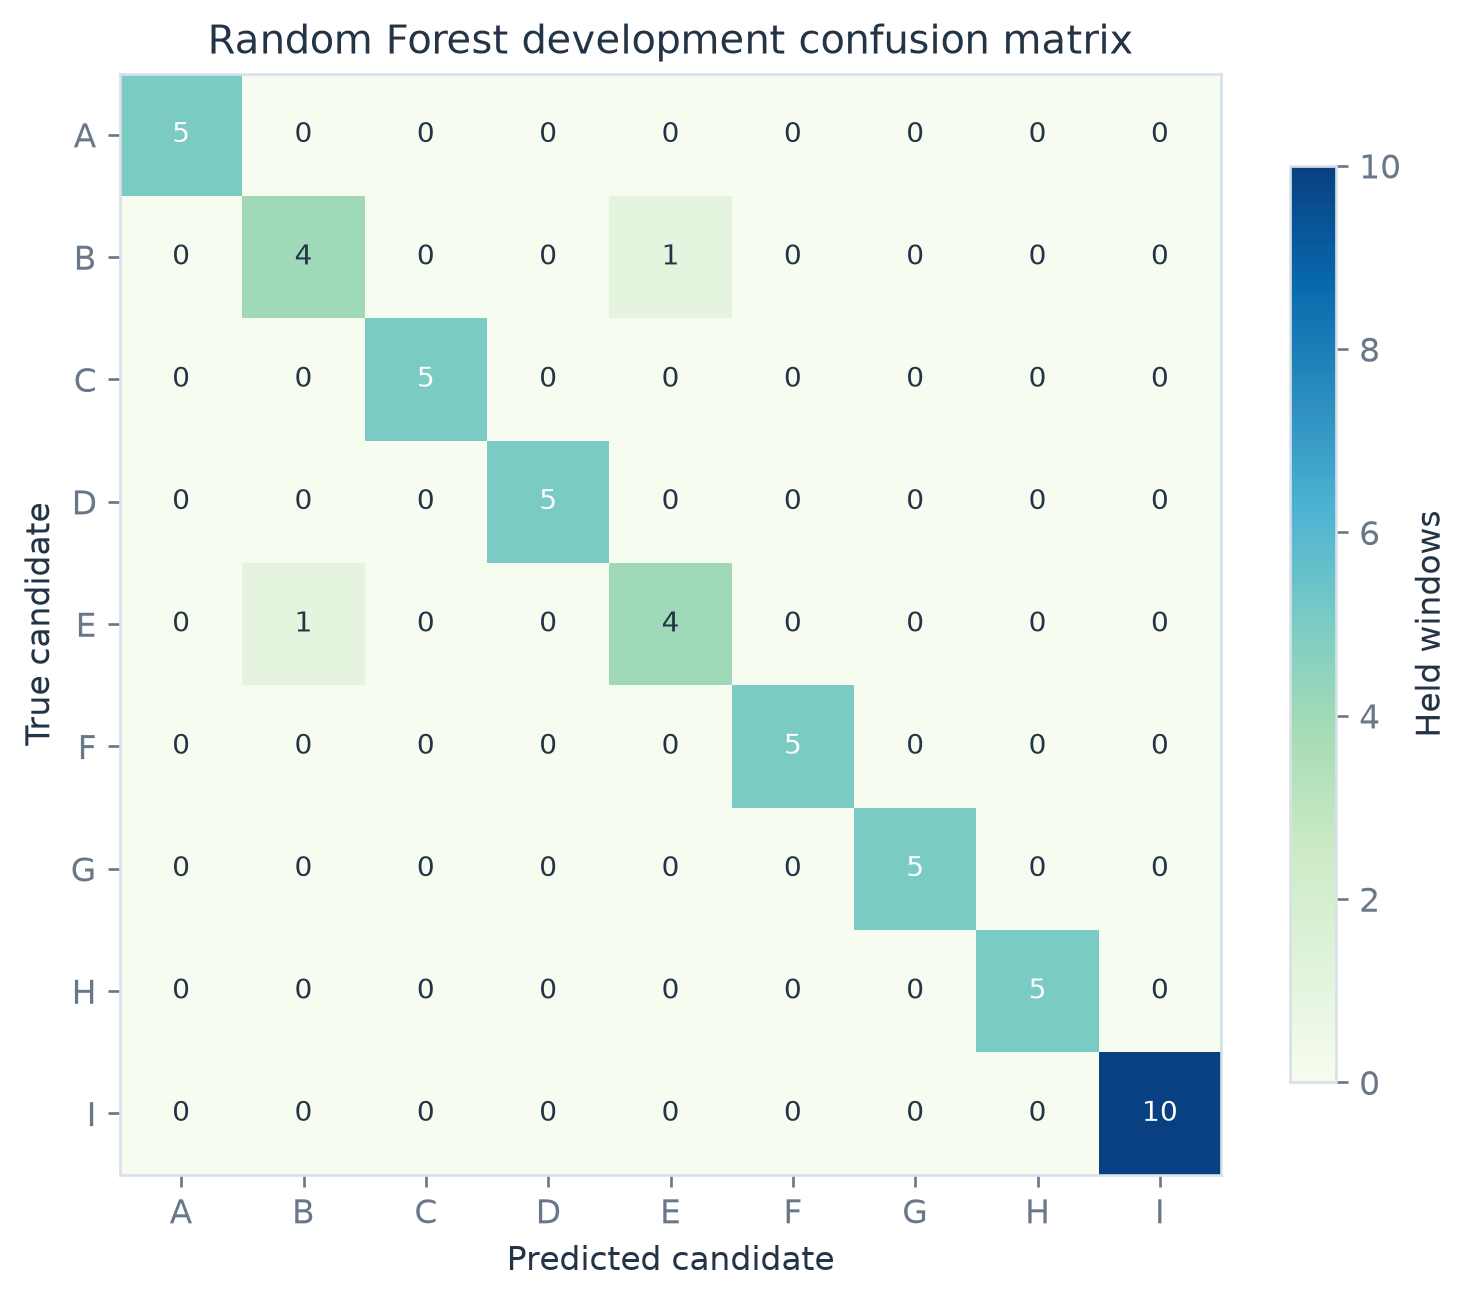 Random Forest development confusion matrix
A 5 0 0 0 0 0 0 0 0
B 0 4 0 0 1 0 0 0 0
C 0 0 5 0 0 0 0 0 0
D 0 0 0 5 0 0 0 0 0
E 0 1 0 0 4 0 0 0 0
F 0 0 0 0 0 5 0 0 0
G 0 0 0 0 0 0 5 0 0
H 0 0 0 0 0 0 0 5 0
I 0 0 0 0 0 0 0 0 10
A B C D E F G H I
Predicted candidate
True candidate
10
8
6
4
2
0
Held windows